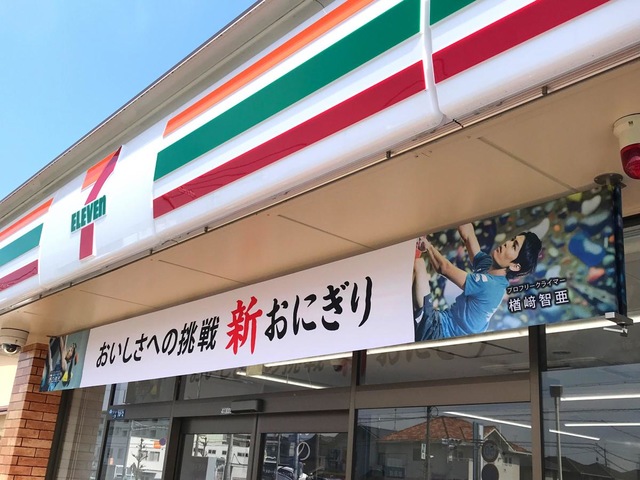 7
ELEVEn
おいしさへの挑戦 新おにぎり
プロフリークライマー
楢﨑智亜